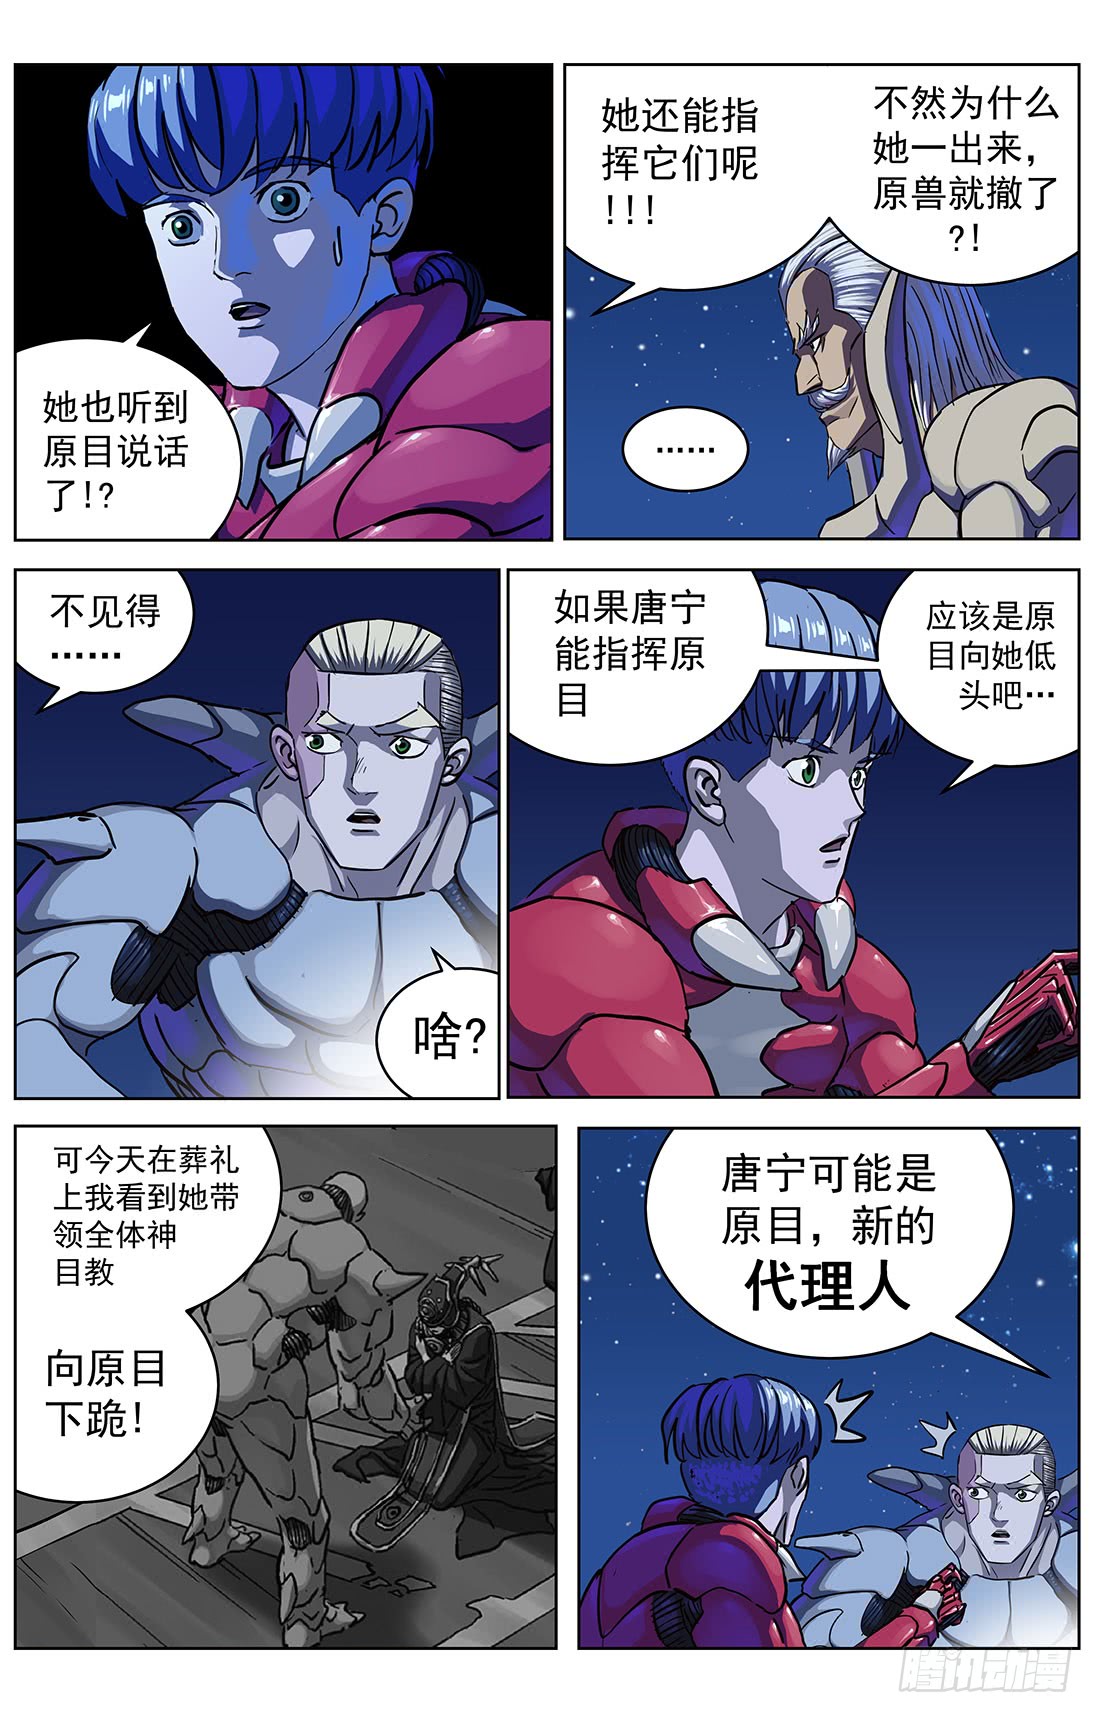 她也听到
原目说话
了!?
她还能指
挥它们呢
!!!
不然为什么
她一出来，
原兽就撤了
?!
……
不见得
……
啥?
如果唐宁
能指挥原
目
应该是原
目向她低
头吧…
可今天在葬礼
上我看到她带
领全体神
目教
向原目
下跪!
唐宁可能是
原目，新的
代理人
腾讯动漫